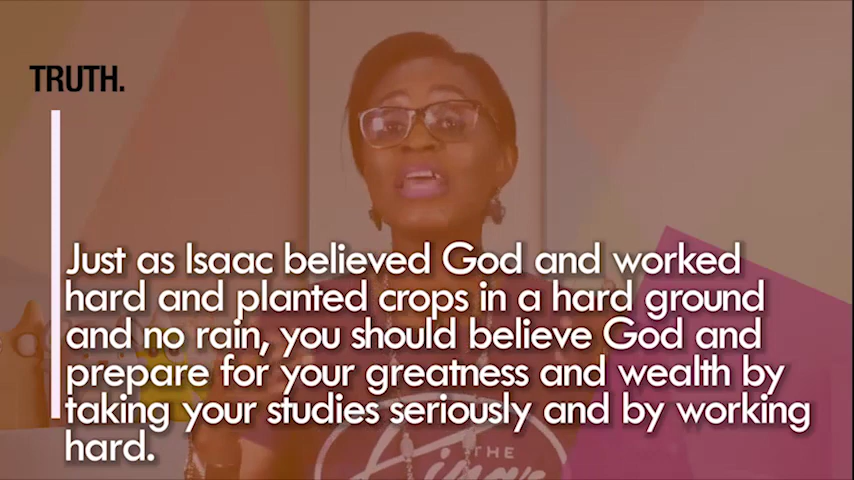 TRUTH.
Just as Isaac believed God and worked
hard and planted crops in a hard ground
and no rain, you should believe God and
prepare for your greatness and wealth by
taking your studies seriously and by working
hard.
THE